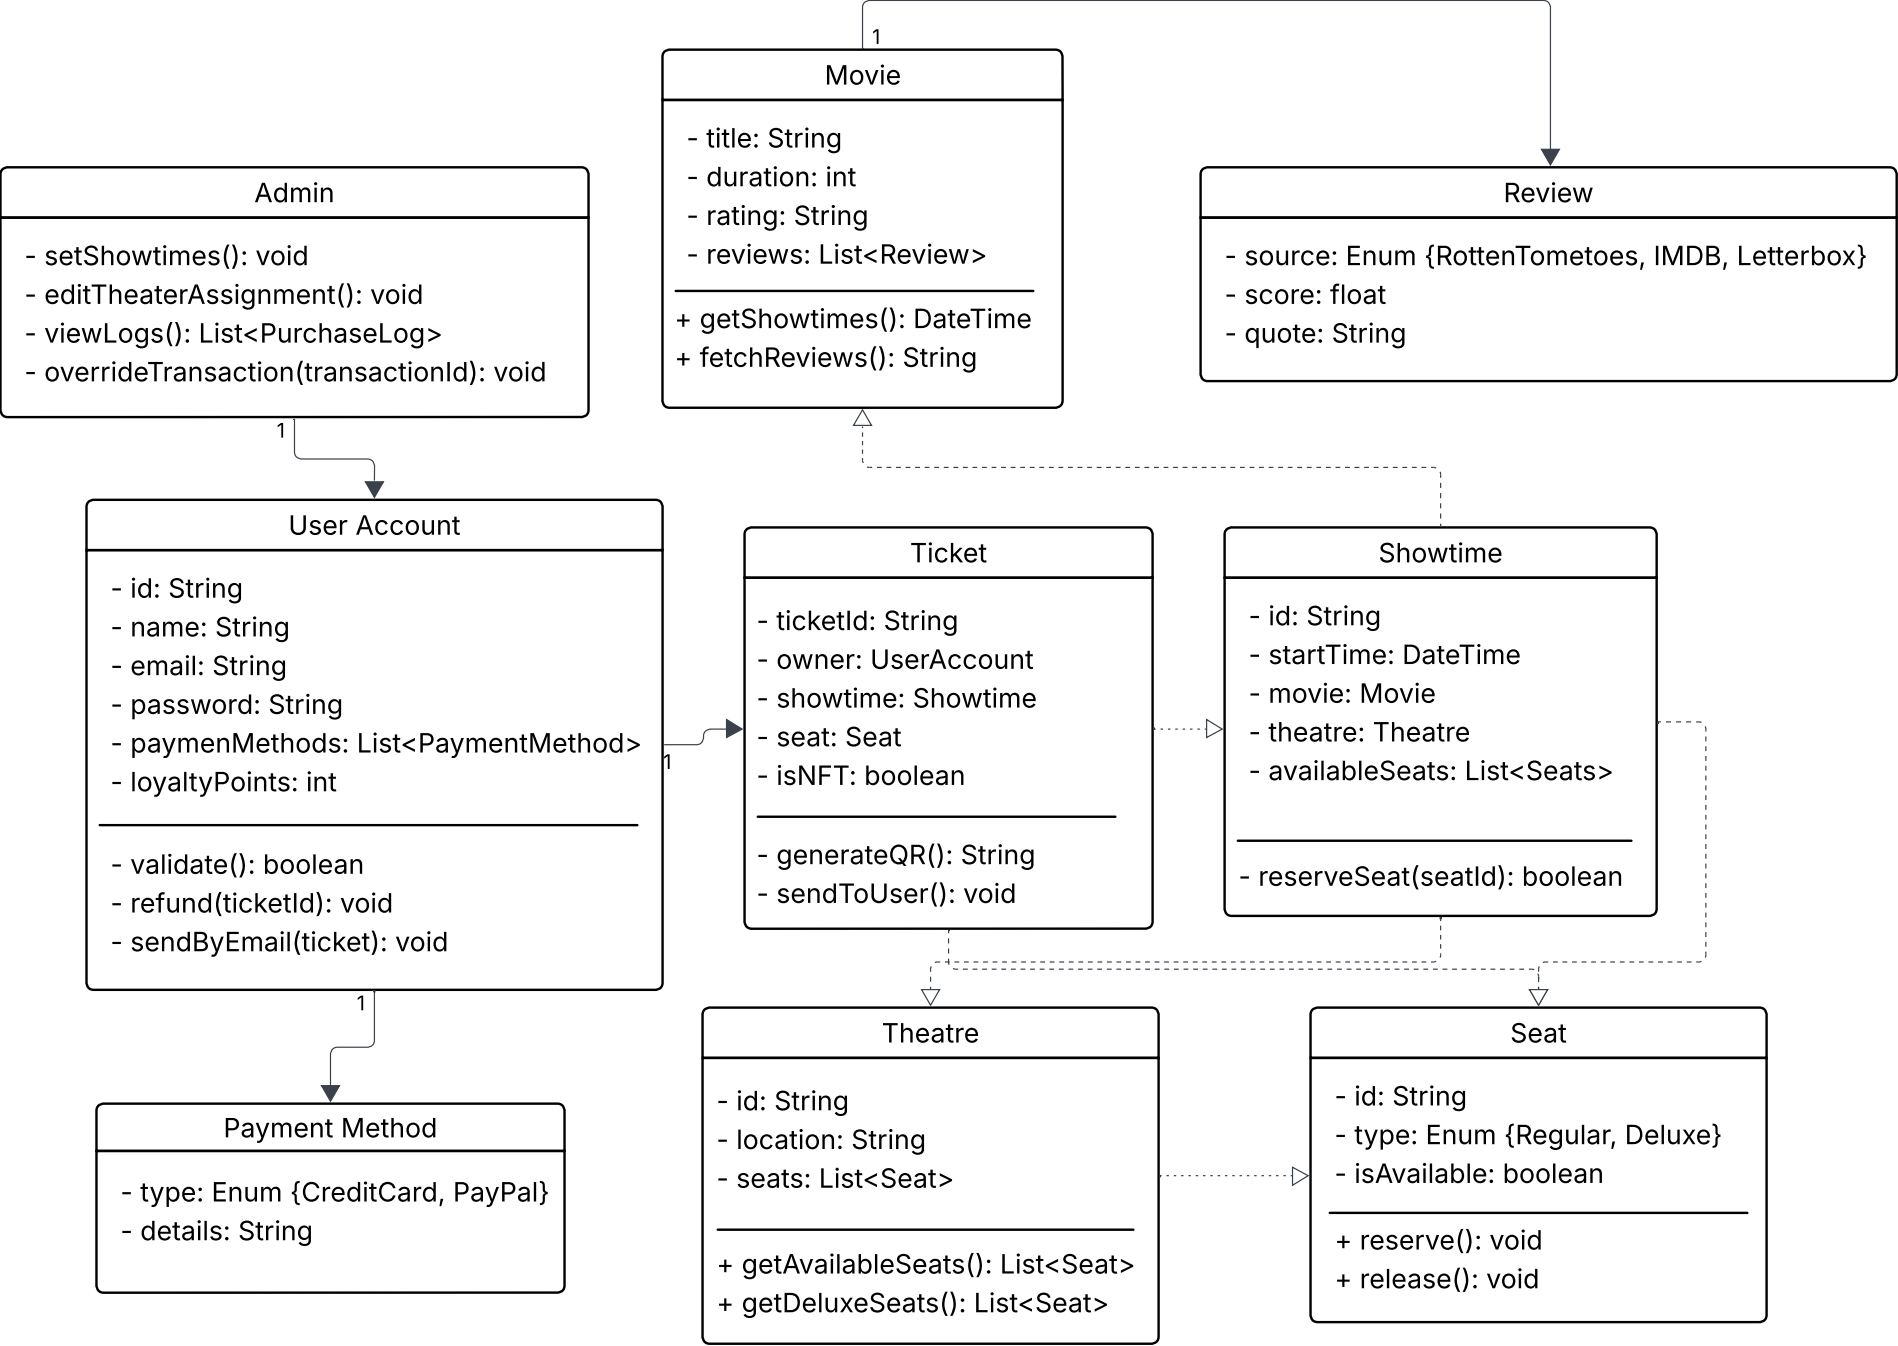 1
Movie
- title: String
- duration: int
- rating: String
- reviews: List<Review>
+ getShowtimes(): DateTime
+ fetchReviews(): String
Admin
- setShowtimes(): void
- editTheaterAssignment(): void
- viewLogs(): List<PurchaseLog>
- overrideTransaction(transactionId): void
1
Review
- source: Enum {RottenTometoes, IMDB, Letterbox}
- score: float
- quote: String
User Account
- id: String
- name: String
- email: String
- password: String
- paymenMethods: List<PaymentMethod>
- loyaltyPoints: int
- validate(): boolean
- refund(ticketId): void
- sendByEmail(ticket): void
1
1
Ticket
- ticketId: String
- owner: UserAccount
- showtime: Showtime
- seat: Seat
- isNFT: boolean
- generateQR(): String
- sendToUser(): void
Showtime
- id: String
- startTime: DateTime
- movie: Movie
- theatre: Theatre
- availableSeats: List<Seats>
- reserveSeat(seatId): boolean
Payment Method
- type: Enum {CreditCard, PayPal}
- details: String
Theatre
- id: String
- location: String
- seats: List<Seat>
+ getAvailableSeats(): List<Seat>
+ getDeluxeSeats(): List<Seat>
Seat
- id: String
- type: Enum {Regular, Deluxe}
- isAvailable: boolean
+ reserve(): void
+ release(): void